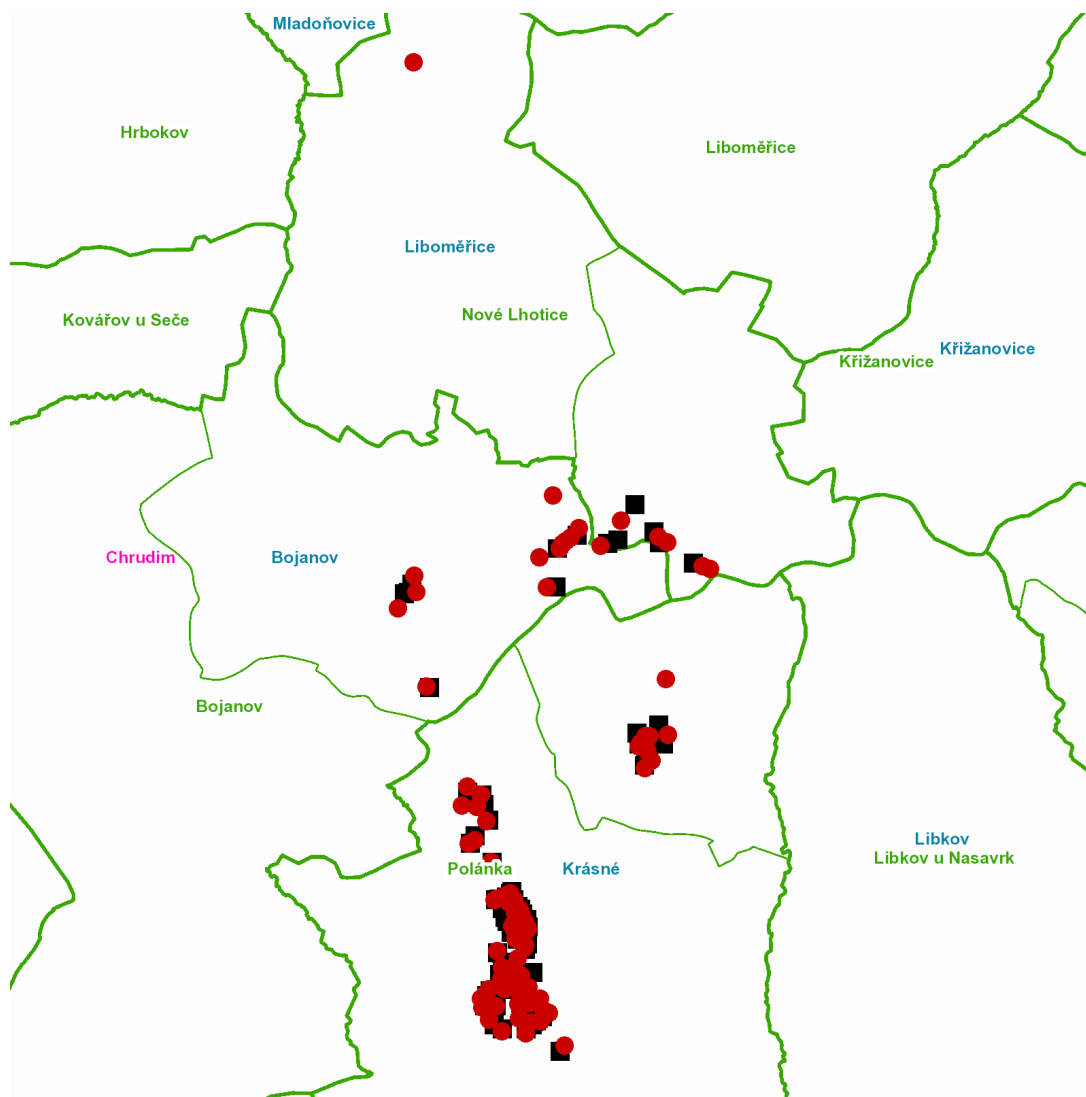 Mladoňovice
Hrbokov
Liboměřice
Liboměřice
Nové Lhotice
Kovářov u Seče
Křižanovice
Křižanovice
Chrudim
Bojanov
Bojanov
Libkov
Libkov u Nasavrk
Polánka
Krásné